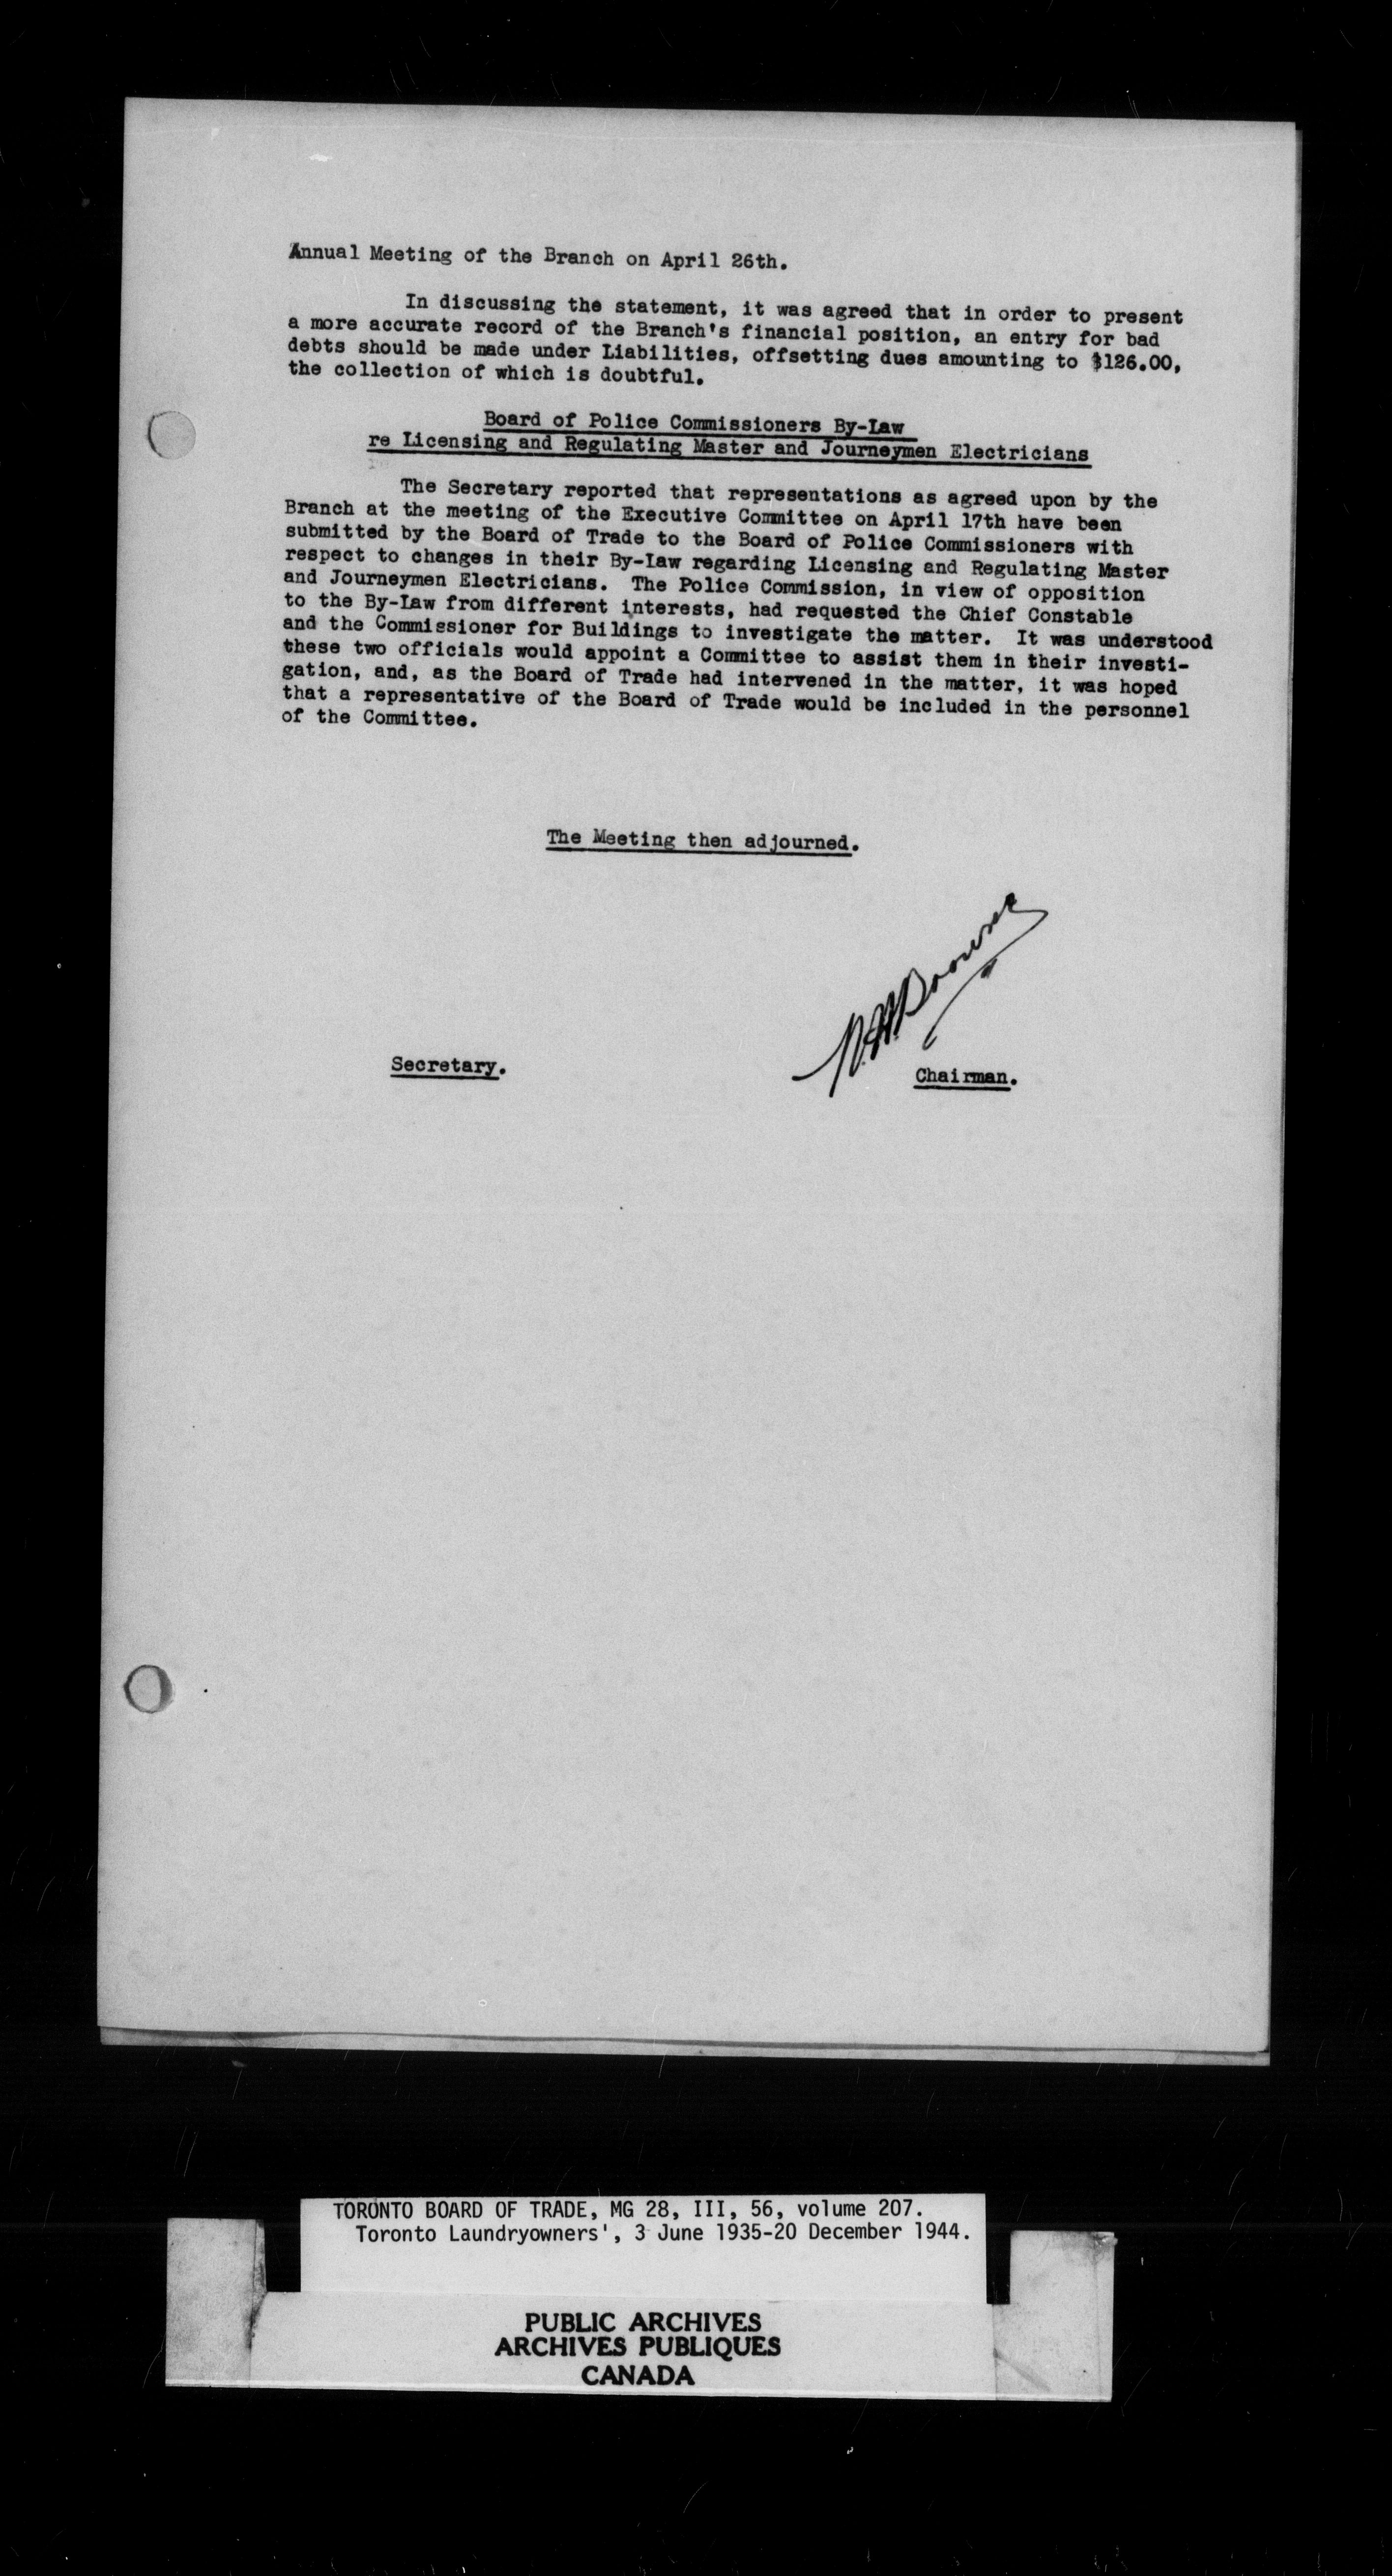 Annual Meeting of the Branch on April 26th.
In discussing the statement, it was agreed that in order to present
a more accurate record of the Branch's financial position, an entry for bad
debts should be made under Liabilities, offsetting dues amounting to $126.00,
the collection of which is doubtful.
Board of Police Commissioners By-Law
re Licensing and Regulating Master and Journeymen Electricians
The Secretary reported that representations as agreed upon by the
Branch at the meeting of the Executive Committee on April 17th have been
submitted by the Board of Trade to the Board of Police Commissioners with
respect to changes in their By-Law regarding Licensing and Regulating Master
and Journeymen Electricians. The Police Commission, in view of opposition
to the By-Law from different interests, had requested the Chief Constable
and the Commissioner for Buildings to investigate the matter. It was understood
these two officials would appoint a Committee to assist them in their investi-
gation, and, as the Board of Trade had intervened in the matter, it was hoped
that a representative of the Board of Trade would be included in the personnel
of the Committee.
The Meeting then adjourned.
Secretary.
Chairman.
TORONTO BOARD OF TRADE, MG 28, III, 56, volume 207.
Toronto Laundryowners', 3 June 1935-20 December 1944.
PUBLIC ARCHIVES
ARCHIVES PUBLIQUES
CANADA